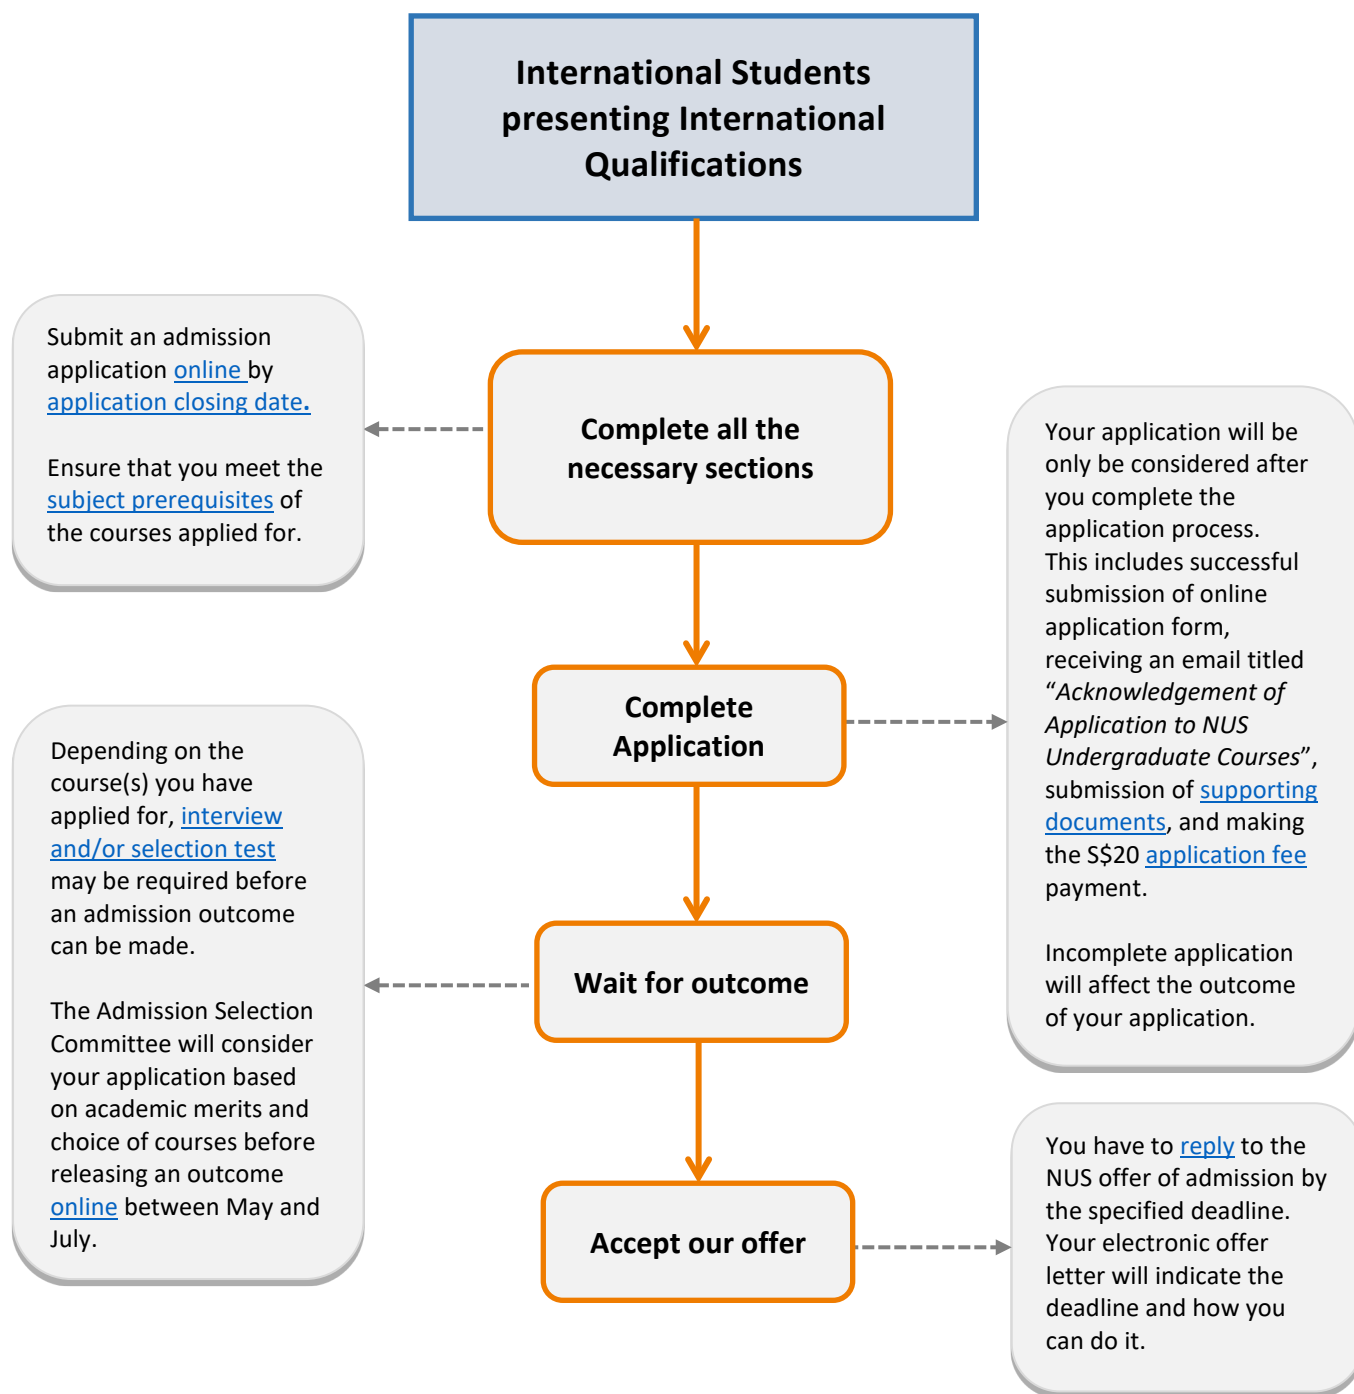 International Students
presenting International
Qualifications
Submit an admission
application online by
application closing date.
Ensure that you meet the
subject prerequisites of
the courses applied for.
Complete all the
necessary sections
Your application will be
only be considered after
you complete the
application process.
This includes successful
submission of online
application form,
receiving an email titled
“Acknowledgement of
Application to NUS
Undergraduate Courses”,
submission of supporting
documents, and making
the S$20 application fee
payment.
Incomplete application
will affect the outcome
of your application.
Complete
Application
Depending on the
course(s) you have
applied for, interview
and/or selection test
may be required before
an admission outcome
can be made.
The Admission Selection
Committee will consider
your application based
on academic merits and
choice of courses before
releasing an outcome
online between May and
July.
Wait for outcome
Accept our offer
You have to reply to the
NUS offer of admission by
the specified deadline.
Your electronic offer
letter will indicate the
deadline and how you
can do it.